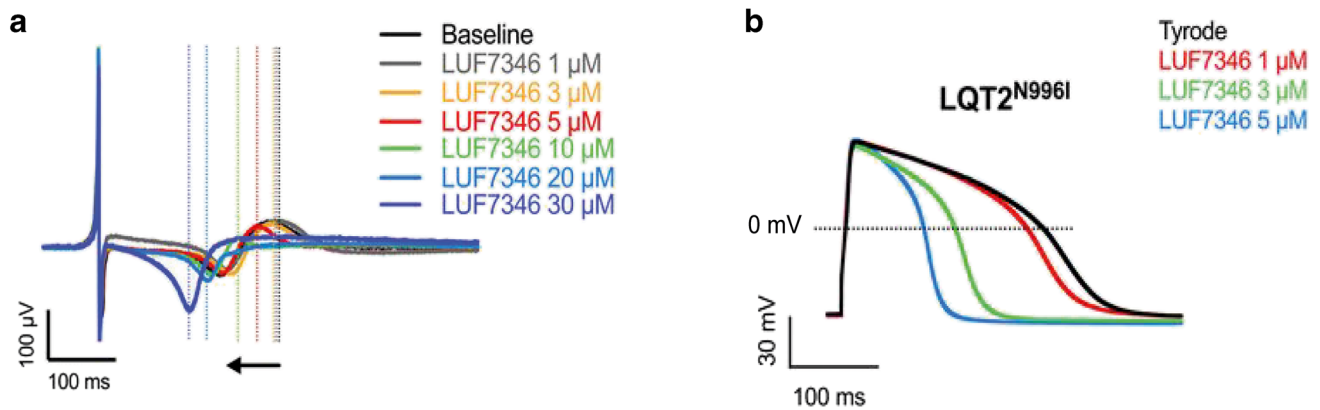 a
Baseline
LUF7346 1 µM
LUF7346 3 µM
LUF7346 5 µM
LUF7346 10 µM
LUF7346 20 µM
LUF7346 30 µM
100 µV
100 ms
b
Tyrode
LUF7346 1 µM
LUF7346 3 µM
LUF7346 5 µM
LQT2N996I
0 mV
30 mV
100 ms